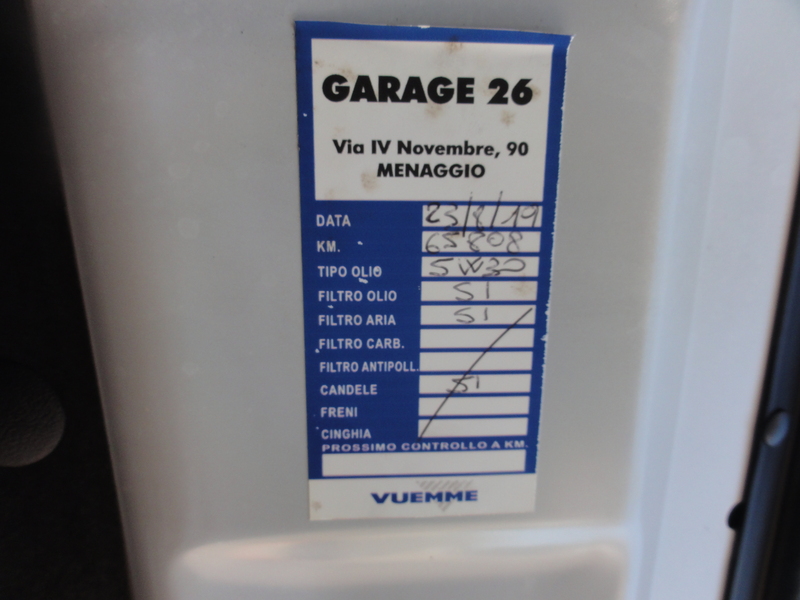 GARAGE 26
Via IV Novembre, 90
MENAGGIO
DATA 23/8/19
KM. 65808
TIPO OLIO 5W30
FILTRO OLIO SI
FILTRO ARIA SI
FILTRO CARB.
FILTRO ANTIPOLL.
CANDELE SI
FRENI
CINGHIA
PROSSIMO CONTROLLO A KM.
VUEMME